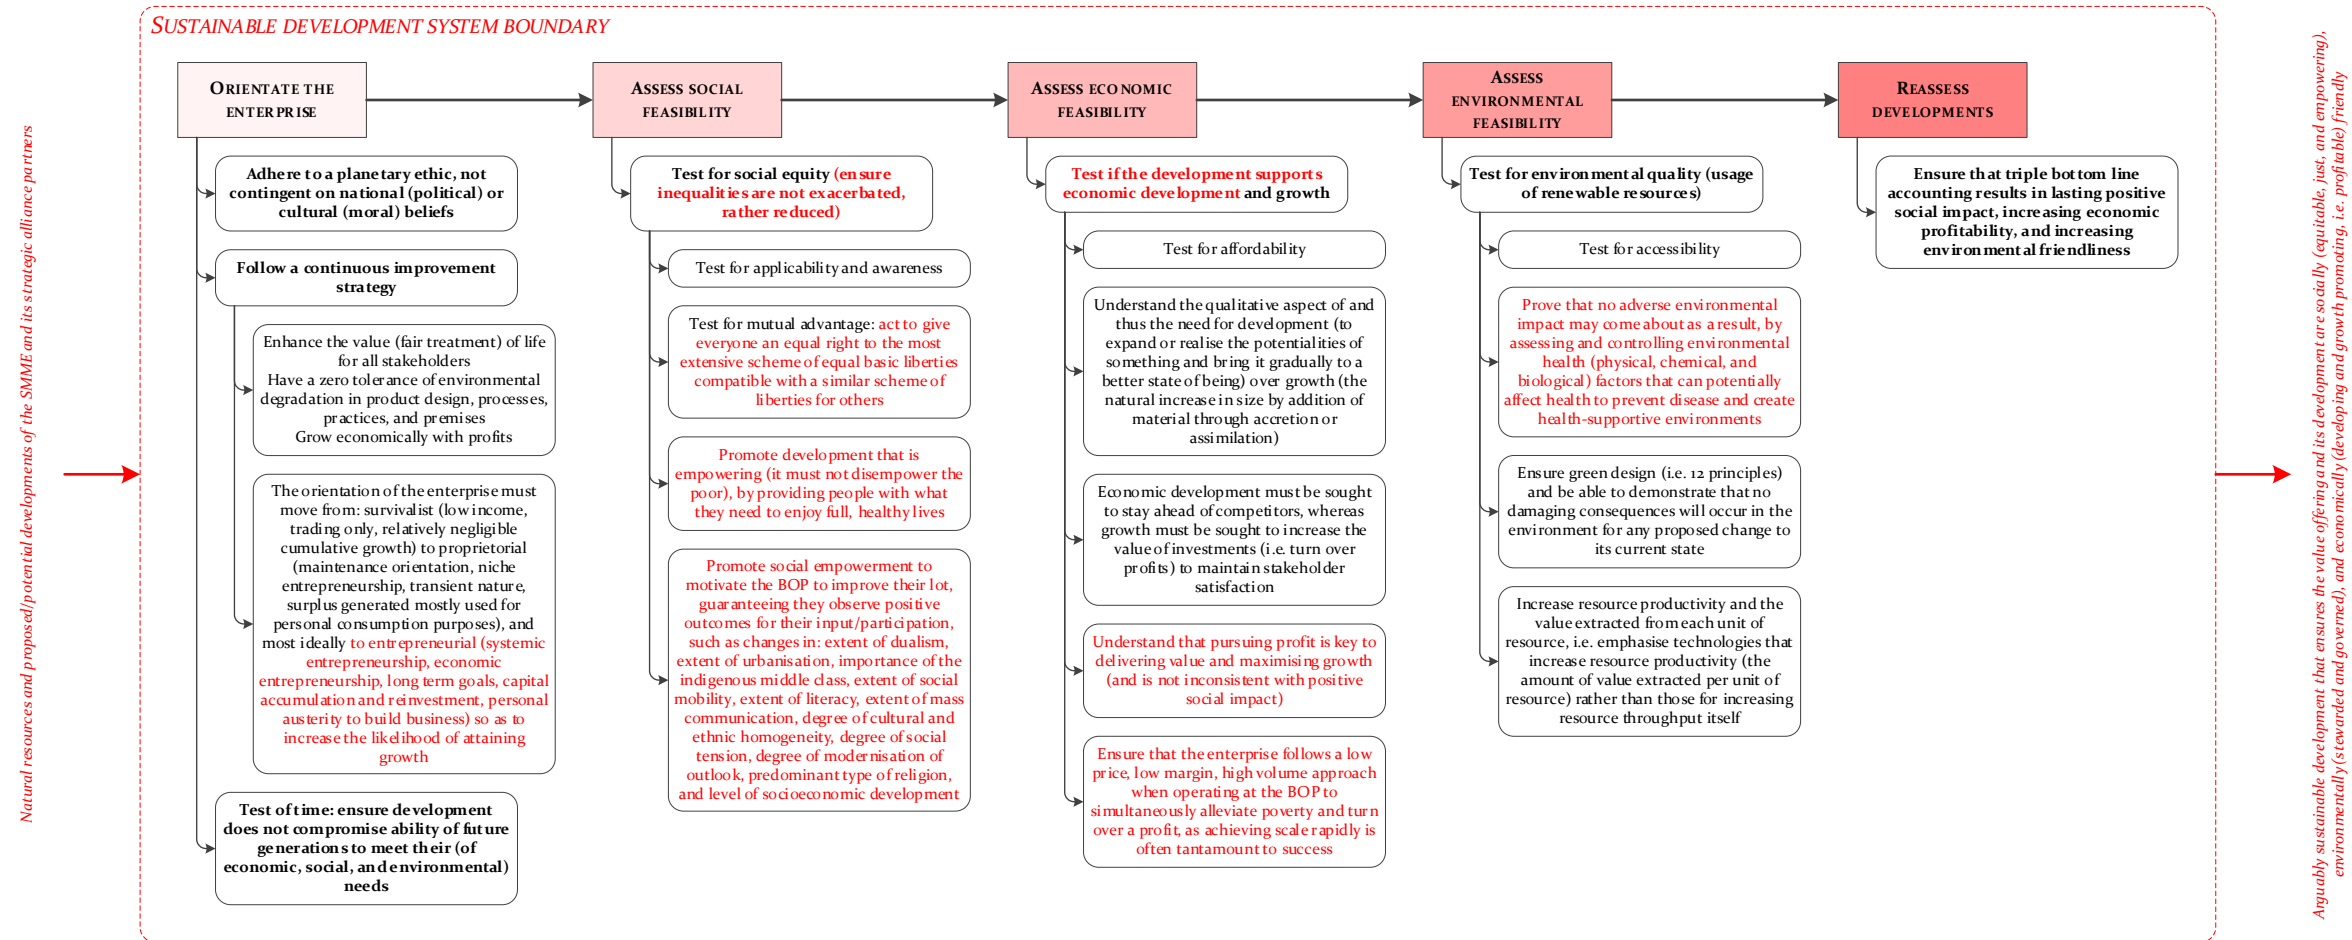 SUSTAINABLE DEVELOPMENT SYSTEM BOUNDARY
Natural resources and proposed/potential developments of the SMME and its strategic alliance partners
ORIENTATE THE
ENTERPRISE
Adhere to a planetary ethic, not
contingent on national (political) or
cultural (moral) beliefs
Follow a continuous improvement
strategy
Enhance the value (fair treatment) of life
for all stakeholders
Have a zero tolerance of environmental
degradation in product design, processes,
practices, and premises
Grow economically with profits
The orientation of the enterprise must
move from: survivalist (low income,
trading only, relatively negligible
cumulative growth) to proprietorial
(maintenance orientation, niche
entrepreneurship, transient nature,
surplus generated mostly used for
personal consumption purposes), and
most ideally to entrepreneurial (systemic
entrepreneurship, economic
entrepreneurship, long term goals, capital
accumulation and reinvestment, personal
austerity to build business) so as to
increase the likelihood of attaining
growth
Test of time: ensure development
does not compromise ability of future
generations to meet their (of
economic, social, and environmental)
needs
ASSESS SOCIAL
FEASIBILITY
Test for social equity (ensure
inequalities are not exacerbated,
rather reduced)
Test for applicability and awareness
Test for mutual advantage: act to give
everyone an equal right to the most
extensive scheme of equal basic liberties
compatible with a similar scheme of
liberties for others
Promote development that is
empowering (it must not disempower the
poor), by providing people with what
they need to enjoy full, healthy lives
Promote social empowerment to
motivate the BOP to improve their lot,
guaranteeing they observe positive
outcomes for their input/participation,
such as changes in: extent of dualism,
extent of urbanisation, importance of the
indigenous middle class, extent of social
mobility, extent of literacy, extent of mass
communication, degree of cultural and
ethnic homogeneity, degree of social
tension, degree of modernisation of
outlook, predominant type of religion,
and level of socioeconomic development
ASSESS ECONOMIC
FEASIBILITY
Test if the development supports
economic development and growth
Test for affordability
Understand the qualitative aspect of and
thus the need for development (to
expand or realise the potentialities of
something and bring it gradually to a
better state of being) over growth (the
natural increase in size by addition of
material through accretion or
assimilation)
Economic development must be sought
to stay ahead of competitors, whereas
growth must be sought to increase the
value of investments (i.e. turn over
profits) to maintain stakeholder
satisfaction
Understand that pursuing profit is key to
delivering value and maximising growth
(and is not inconsistent with positive
social impact)
Ensure that the enterprise follows a low
price, low margin, high volume approach
when operating at the BOP to
simultaneously alleviate poverty and turn
over a profit, as achieving scale rapidly is
often tantamount to success
ASSESS
ENVIRONMENTAL
FEASIBILITY
Test for environmental quality (usage
of renewable resources)
Test for accessibility
Prove that no adverse environmental
impact may come about as a result, by
assessing and controlling environmental
health (physical, chemical, and
biological) factors that can potentially
affect health to prevent disease and create
health-supportive environments
Ensure green design (i.e. 12 principles)
and be able to demonstrate that no
damaging consequences will occur in the
environment for any proposed change to
its current state
Increase resource productivity and the
value extracted from each unit of
resource, i.e. emphasise technologies that
increase resource productivity (the
amount of value extracted per unit of
resource) rather than those for increasing
resource throughput itself
REASSESS
DEVELOPMENTS
Ensure that triple bottom line
accounting results in lasting positive
social impact, increasing economic
profitability, and increasing
environmental friendliness
Arguably sustainable development that ensures the value offering and its development are socially (equitable, just, and empowering),
environmentally (stewarded and governed), and economically (developing and growth promoting, i.e. profitable) friendly